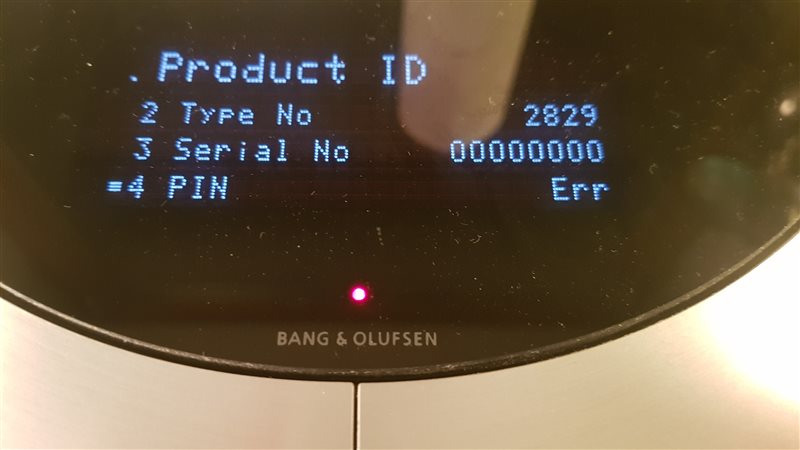 . Product ID
2 Type No 2829
3 Serial No 00000000
4 PIN Err
BANG & OLUFSEN